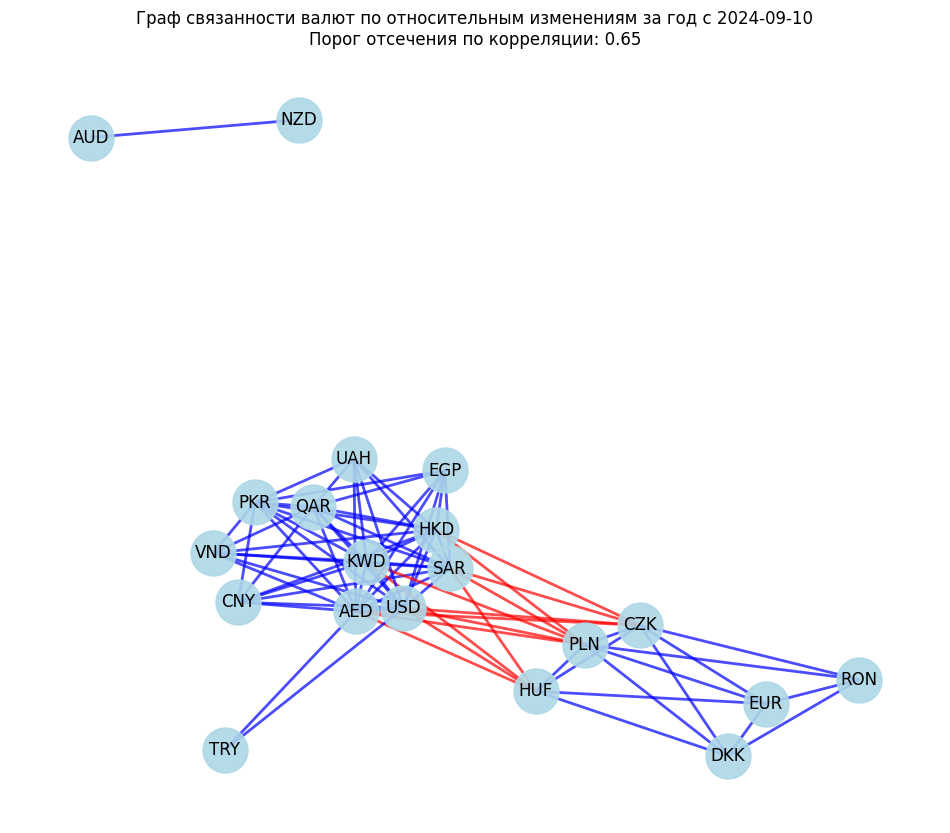 Граф связанности валют по относительным изменениям за год с 2024-09-10
Порог отсечения по корреляции: 0.65
NZD
AUD
UAH
EGP
PKR
QAR
HKD
VND
KWD
SAR
CNY
AED
USD
CZK
PLN
HUF
RON
EUR
TRY
DKK